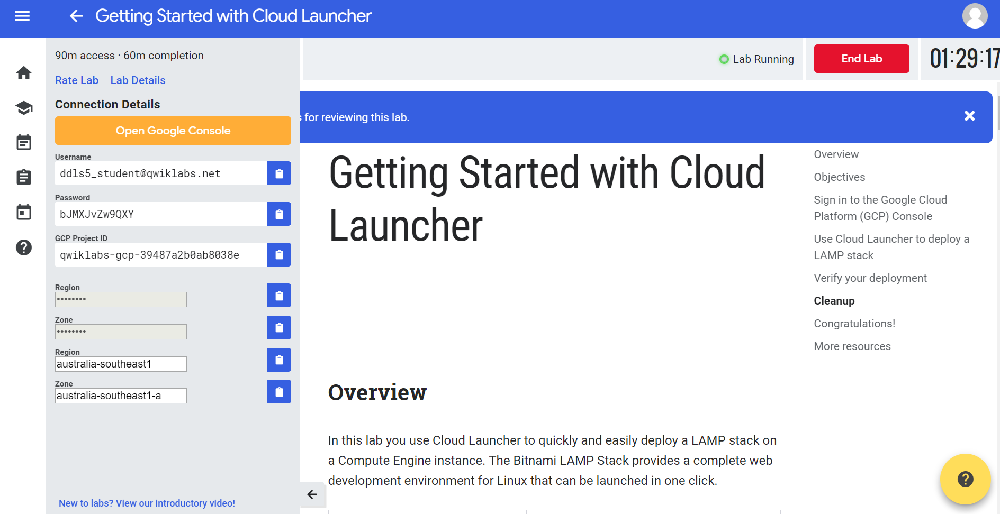 Getting Started with Cloud Launcher
90m access · 60m completion
Rate Lab Lab Details
Connection Details
Open Google Console
Username
ddls5_student@qwiklabs.net
Password
bJMXJvZw9QXY
GCP Project ID
qwiklabs-gcp-39487a2b0ab8038e
Region
••••••••
Zone
••••••••
Region
australia-southeast1
Zone
australia-southeast1-a
New to labs? View our introductory video!
Lab Running
End Lab
01:29:17
for reviewing this lab.
Getting Started with Cloud
Launcher
Overview
In this lab you use Cloud Launcher to quickly and easily deploy a LAMP stack on
a Compute Engine instance. The Bitnami LAMP Stack provides a complete web
development environment for Linux that can be launched in one click.
Overview
Objectives
Sign in to the Google Cloud
Platform (GCP) Console
Use Cloud Launcher to deploy a
LAMP stack
Verify your deployment
Cleanup
Congratulations!
More resources